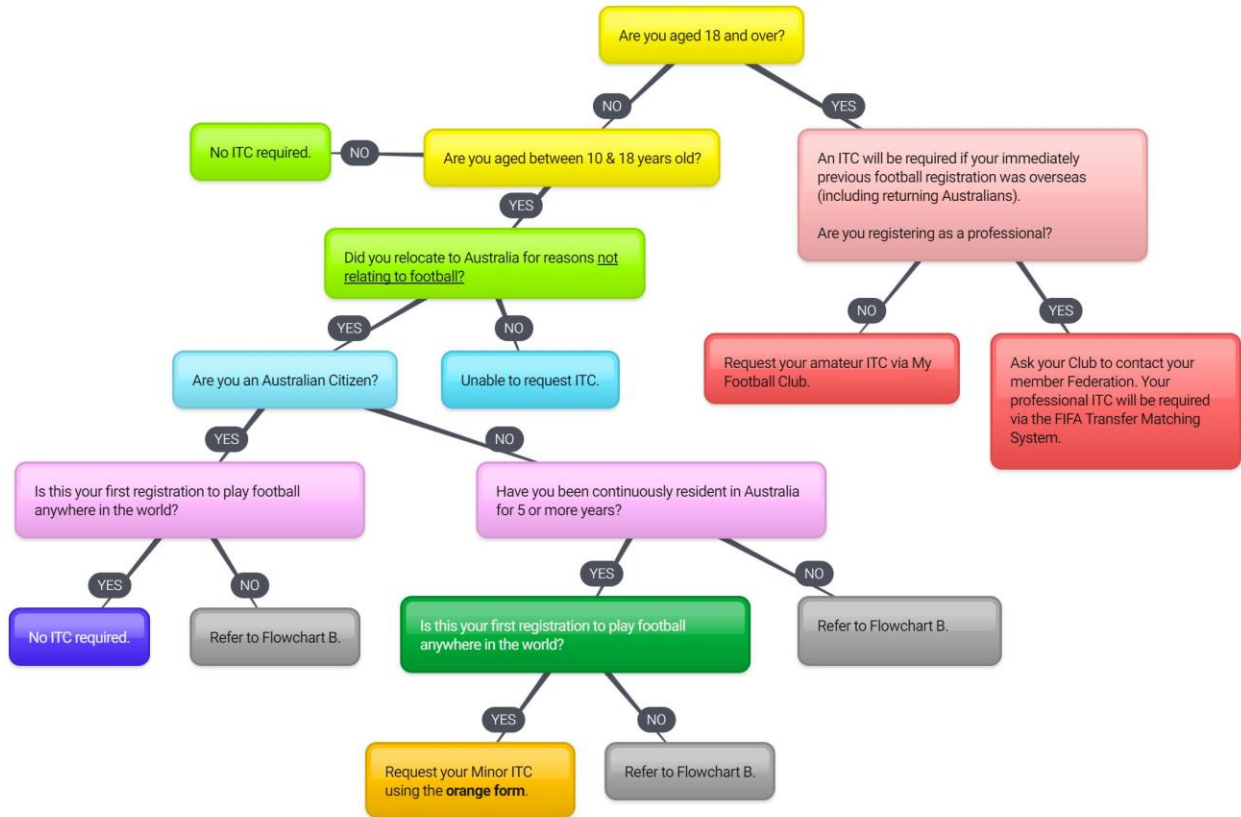 Are you aged 18 and over?
NO
YES
No ITC required.
NO
Are you aged between 10 & 18 years old?
An ITC will be required if your immediately
previous football registration was overseas
(including returning Australians).
Are you registering as a professional?
YES
Did you relocate to Australia for reasons not
relating to football?
NO
YES
YES
NO
Request your amateur ITC via My
Football Club.
Ask your Club to contact your
member Federation. Your
professional ITC will be required
via the FIFA Transfer Matching
System.
Are you an Australian Citizen?
Unable to request ITC.
YES
NO
Is this your first registration to play football
anywhere in the world?
Have you been continuously resident in Australia
for 5 or more years?
YES
NO
YES
NO
No ITC required.
Refer to Flowchart B.
Is this your first registration to play football
anywhere in the world?
Refer to Flowchart B.
YES
NO
Request your Minor ITC
using the orange form.
Refer to Flowchart B.